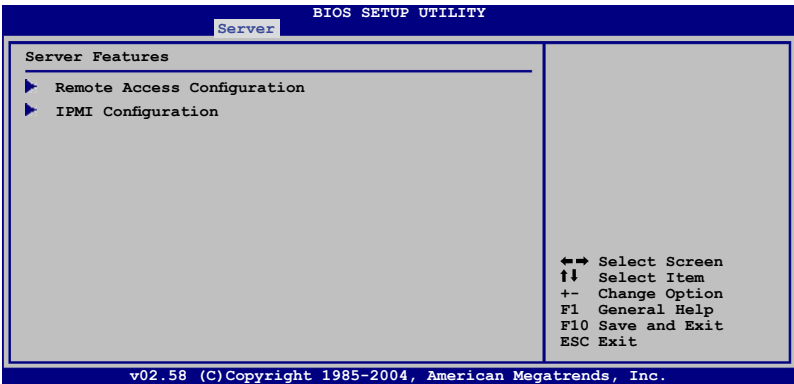 BIOS SETUP UTILITY
Server
Server Features
Remote Access Configuration
IPMI Configuration
←→ Select Screen
↑↓ Select Item
+- Change Option
F1 General Help
F10 Save and Exit
ESC Exit
v02.58 (C)Copyright 1985-2004, American Megatrends, Inc.